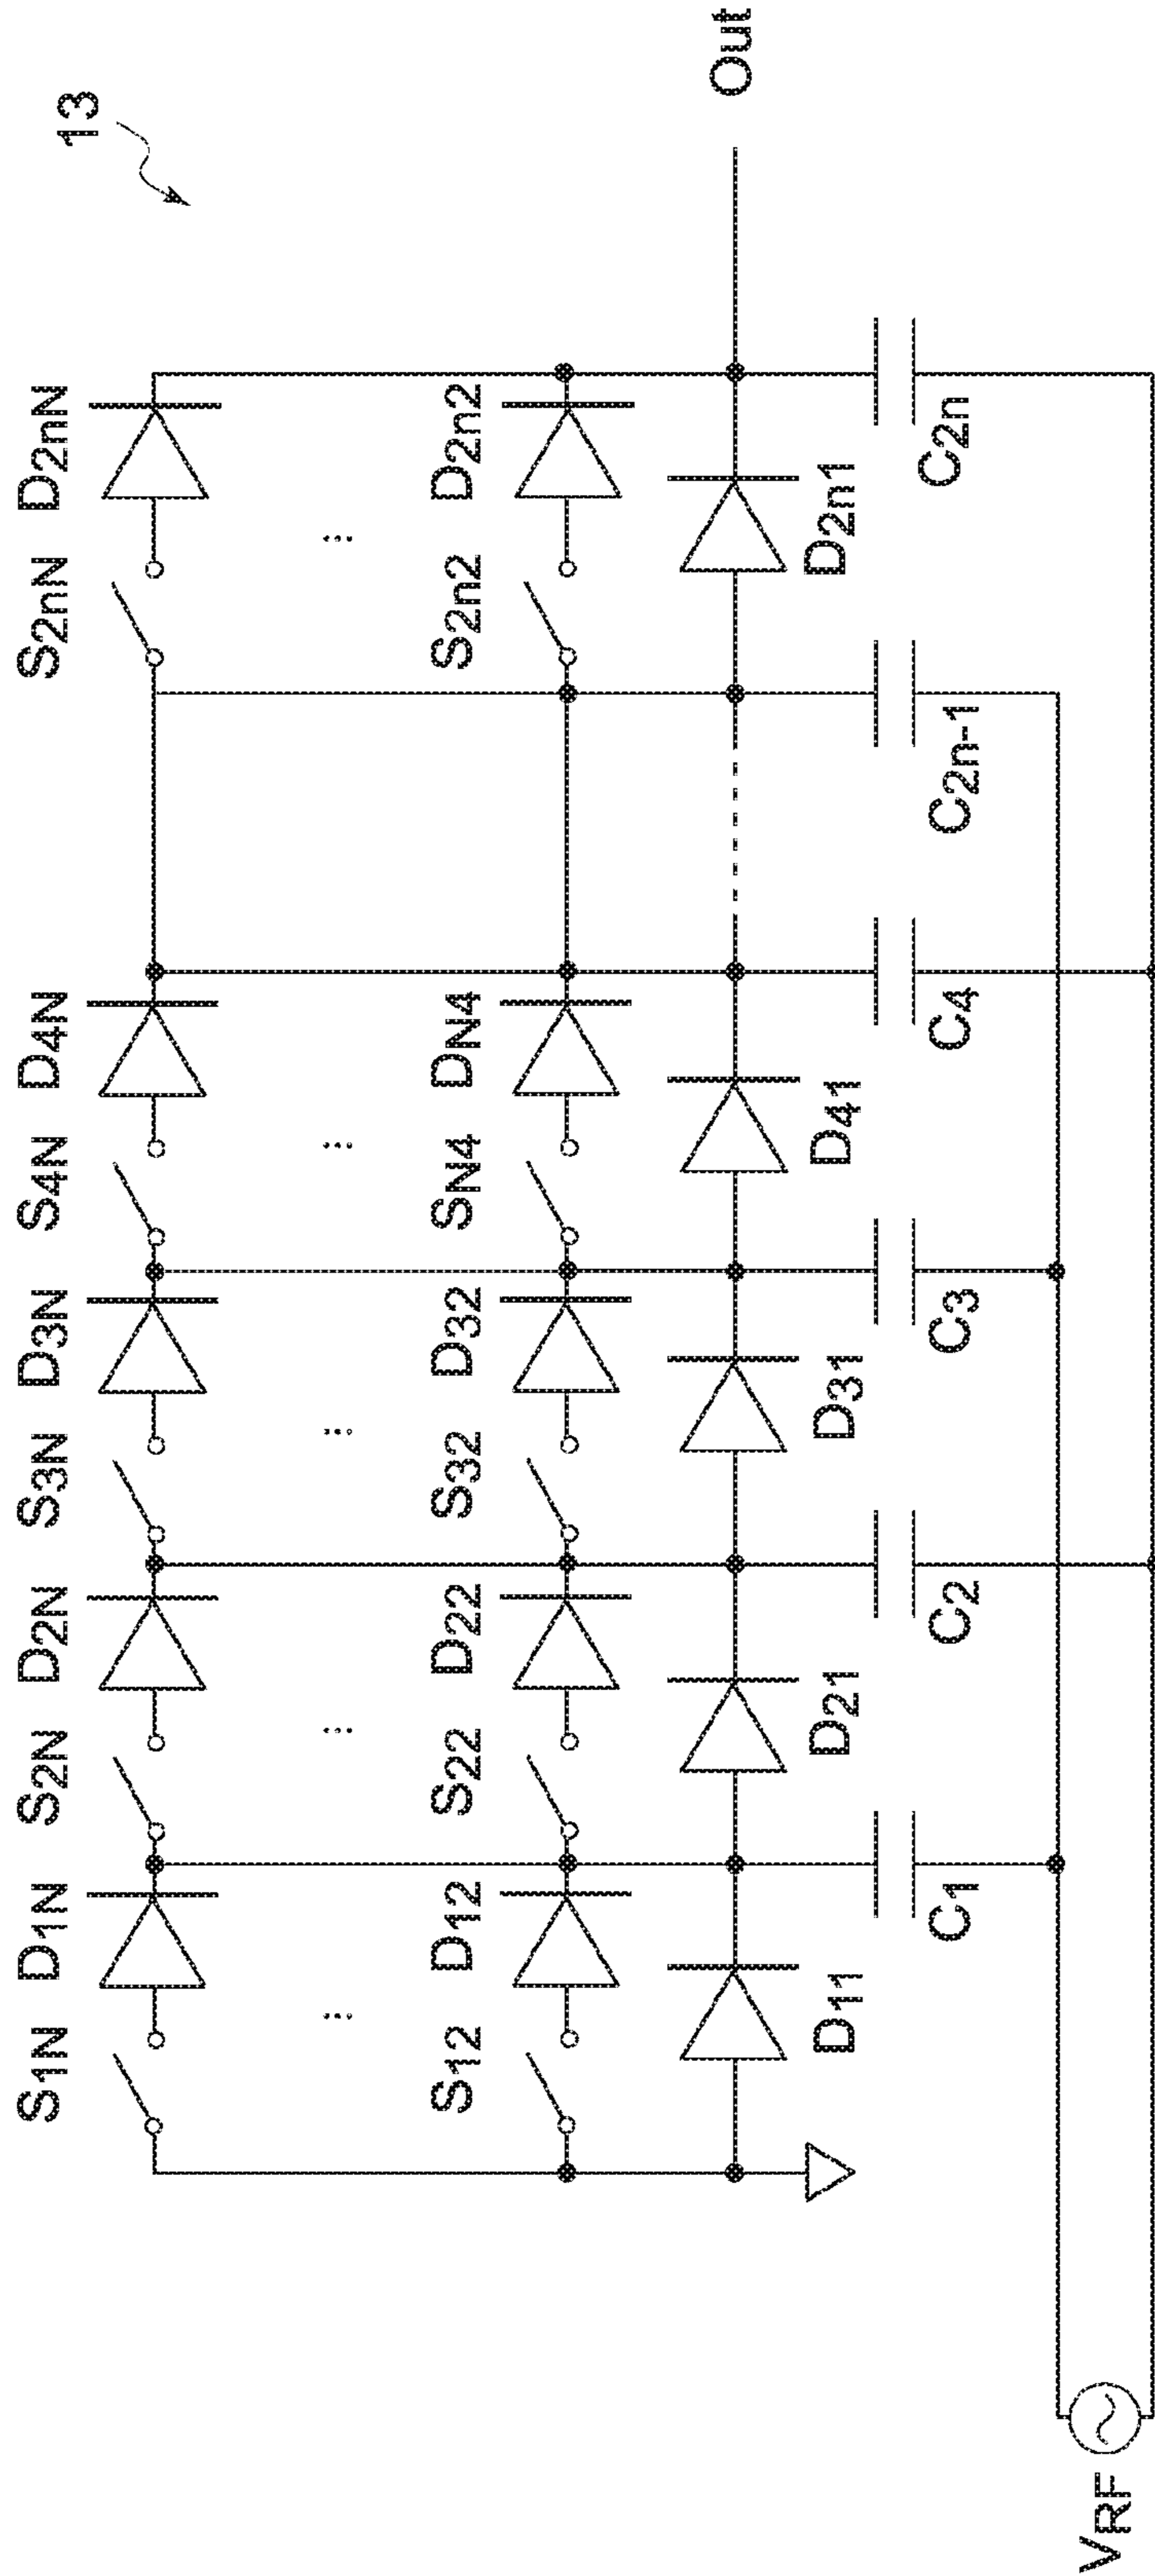 13
S1N D1N S2N D2N S3N D3N S4N D4N S2nN D2nN
S12 D12 S22 D22 S32 D32 SN4 DN4 S2n2 D2n2
Out
D11 D21 D31 D41 D2n1
C1 C2 C3 C4 C2n-1 C2n
VRF